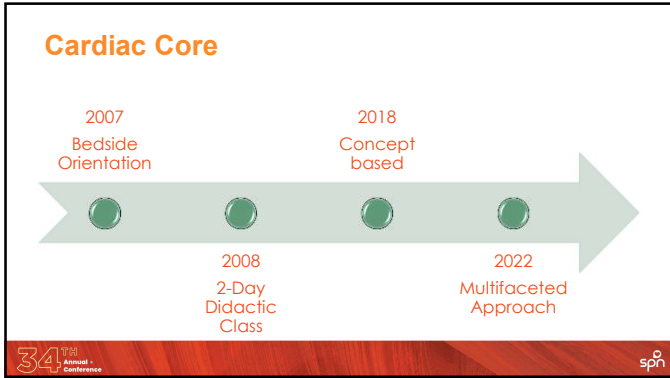 Cardiac Core
2007
Bedside
Orientation
2018
Concept
based
2008
2-Day
Didactic
Class
2022
Multifaceted
Approach
34TH
Annual
Conference
spn